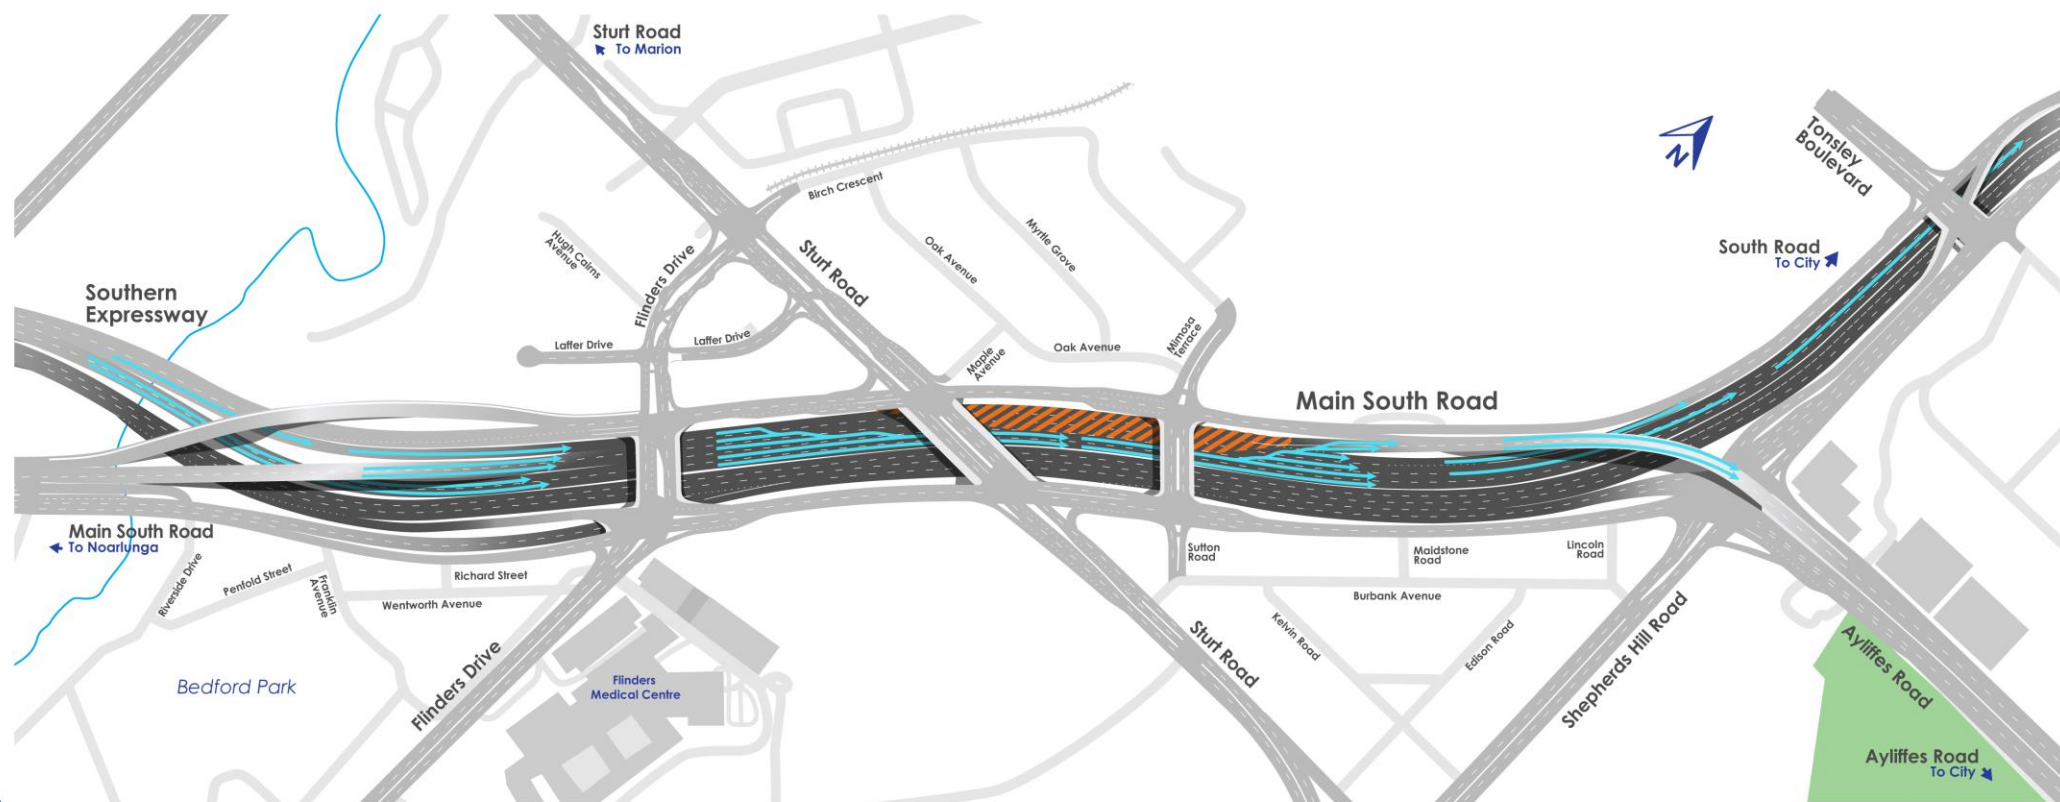 Sturt Road
To Marion
Tonsley
Boulevard
N
Birch Crescent
Hugh Cairns
Avenue
Flinders Drive
Sturt Road
Oak Avenue
Myrtle Grove
South Road
To City
Southern
Expressway
Laffer Drive
Laffer Drive
Maple
Avenue
Oak Avenue
Mimosa
Terrace
Main South Road
Main South Road
To Noarlunga
Riverside Drive
Penfold Street
Franklin
Avenue
Richard Street
Wentworth Avenue
Sutton
Road
Maidstone
Road
Lincoln
Road
Burbank Avenue
Kelvin Road
Edison Road
Sturt Road
Shepherds Hill Road
Ayliffes Road
Bedford Park
Flinders Drive
Flinders
Medical Centre
Ayliffes Road
To City